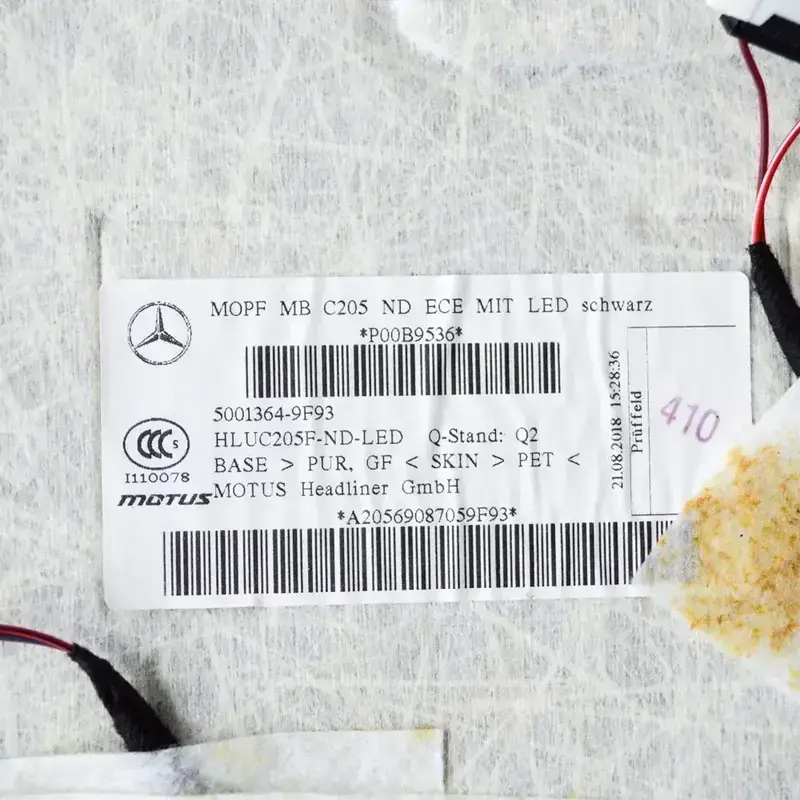 MOPF MB C205 ND ECE MIT LED schwarz
*P00B9536*
5001364-9F93
HLUC205F-ND-LED Q-Stand: Q2
BASE > PUR, GF < SKIN > PET <
MOTUS Headliner GmbH
*A20569087059F93*
CCC S
I110078
MOTUS
21.08.2018 15:28:36
Prüffeld
410